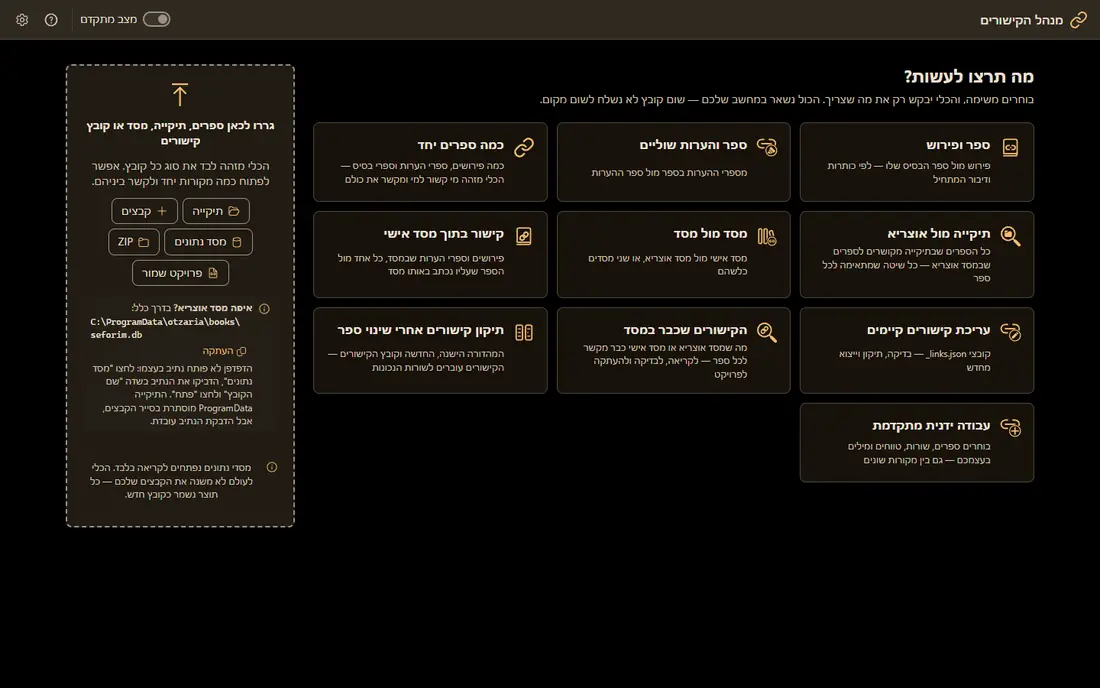 מנהל הקישורים
מצב מתקדם
מה תרצו לעשות?
בוחרים משימה, והכלי יבקש רק את מה שצריך. הכול נשאר במחשב שלכם — שום קובץ לא נשלח לשום מקום.
ספר ופירוש
פירוש מול ספר הבסיס שלו — לפי כותרות
ודיבור המתחיל
ספר והערות שוליים
מספרי ההערות בספר מול ספר ההערות
כמה ספרים יחד
כמה פירושים, ספרי הערות וספרי בסיס —
הכלי מזהה מי קשור למי ומקשר את כולם
תיקייה מול אוצריא
כל הספרים שבתיקייה מקושרים לספרים
שבמסד אוצריא — כל שיטה שמתאימה לכל
ספר
מסד מול מסד
מסד אישי מול מסד אוצריא, או שני מסדים
כלשהם
קישור בתוך מסד אישי
פירושים וספרי הערות שבמסד, כל אחד מול
הספר שעליו נכתב באותו מסד
עריכת קישורים קיימים
קובצי links.json_ — בדיקה, תיקון וייצוא
מחדש
הקישורים שכבר במסד
מה שמסד אוצריא או מסד אישי כבר מקשר
לכל ספר — לקריאה, לבדיקה ולהעתקה
לפרויקט
תיקון קישורים אחרי שינוי ספר
המהדורה הישנה, החדשה וקובץ הקישורים —
הקישורים עוברים לשורות הנכונות
עבודה ידנית מתקדמת
בוחרים ספרים, שורות, טווחים ומילים
בעצמכם — גם בין מקורות שונים
גררו לכאן ספרים, תיקייה, מסד או קובץ
קישורים
הכלי מזהה לבד את סוג כל קובץ. אפשר
לפתוח כמה מקורות יחד ולקשר ביניהם.
תיקייה
קבצים
מסד נתונים
ZIP
פרויקט שמור
איפה מסד אוצריא? בדרך כלל:
C:\ProgramData\otzaria\books\
seforim.db
העתקה
הדפדפן לא פותח נתיב בעצמו: לחצו "מסד
נתונים", הדביקו את הנתיב בשדה "שם
הקובץ" ולחצו "פתח". התיקייה
ProgramData מוסתרת בסייר הקבצים,
אבל הדבקת הנתיב עובדת.
מסדי נתונים נפתחים לקריאה בלבד. הכלי
לעולם לא משנה את הקבצים שלכם — כל
תוצר נשמר כקובץ חדש.